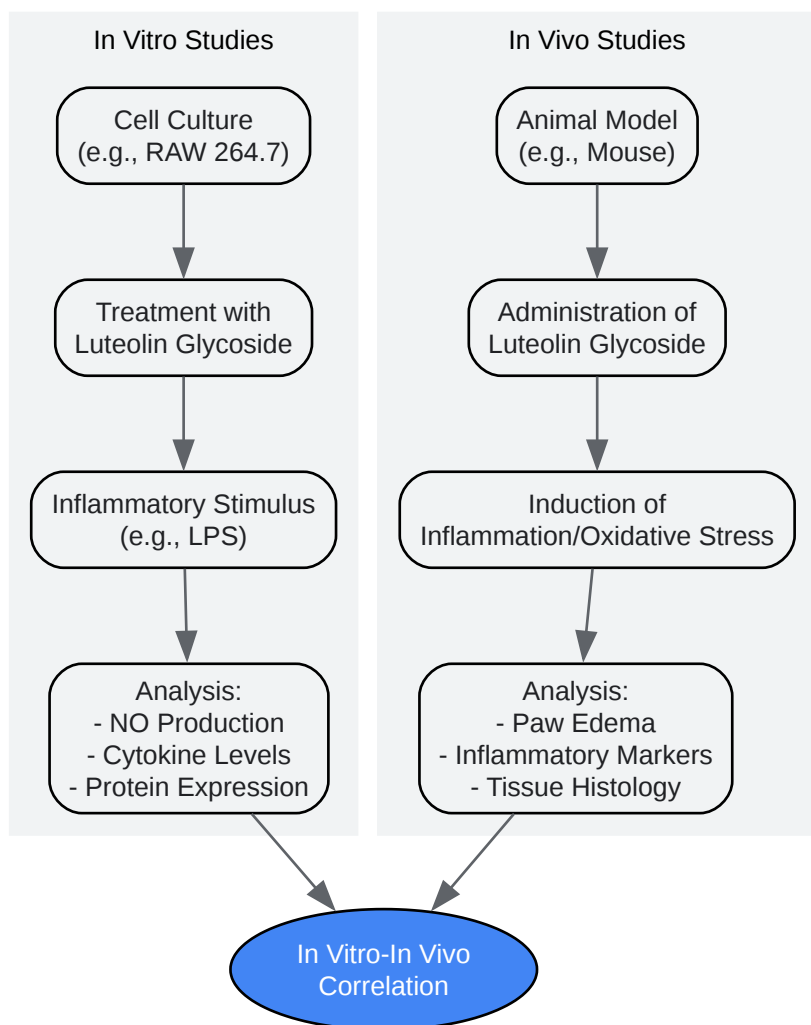 In Vitro Studies
Cell Culture
(e.g., RAW 264.7)
Treatment with
Luteolin Glycoside
Inflammatory Stimulus
(e.g., LPS)
Analysis:
- NO Production
- Cytokine Levels
- Protein Expression
In Vivo Studies
Animal Model
(e.g., Mouse)
Administration of
Luteolin Glycoside
Induction of
Inflammation/Oxidative Stress
Analysis:
- Paw Edema
- Inflammatory Markers
- Tissue Histology
In Vitro-In Vivo
Correlation